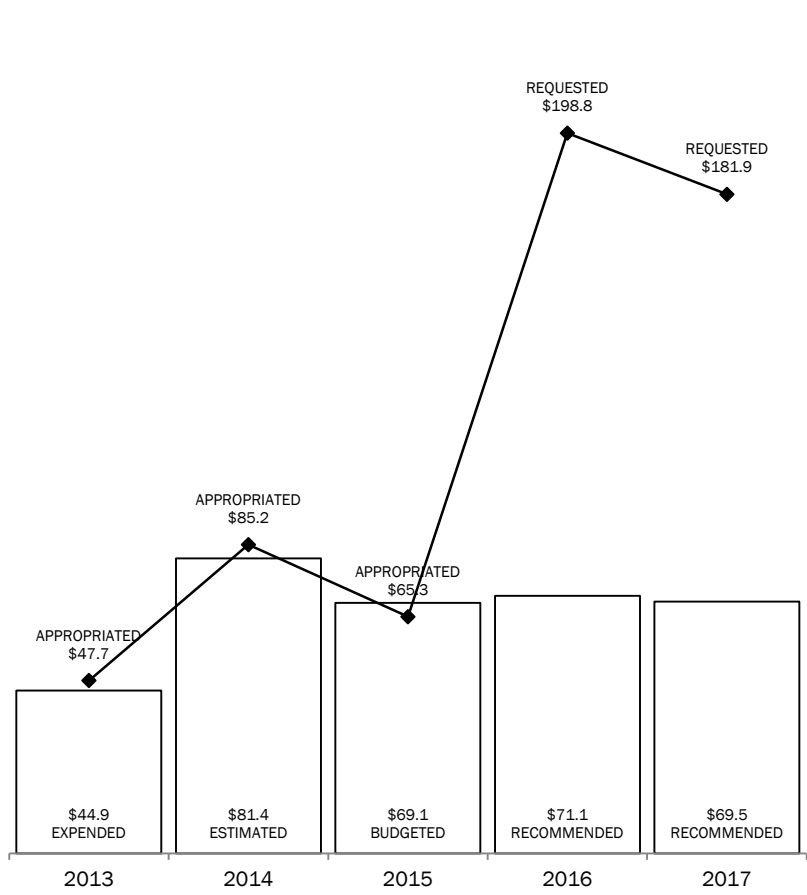 REQUESTED
$198.8
REQUESTED
$181.9
APPROPRIATED
$85.2
APPROPRIATED
$65.3
APPROPRIATED
$47.7
$44.9
EXPENDED
$81.4
ESTIMATED
$69.1
BUDGETED
$71.1
RECOMMENDED
$69.5
RECOMMENDED
2013
2014
2015
2016
2017